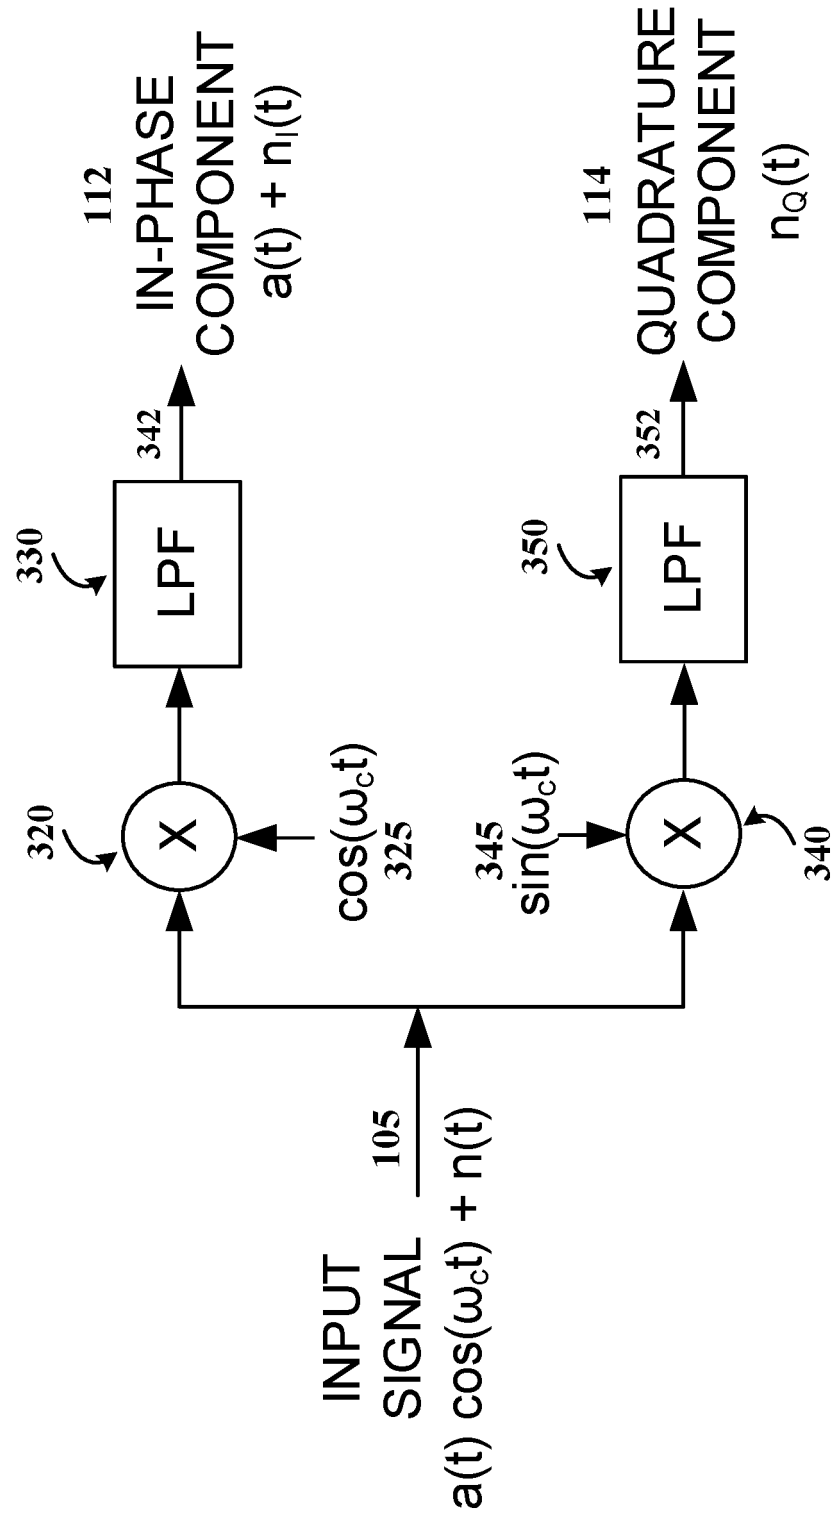 INPUT
SIGNAL
a(t) cos(ωct) + n(t)
105
320
X
cos(ωct)
325
330
LPF
342
112
IN-PHASE
COMPONENT
a(t) + nI(t)
345
sin(ωct)
X
340
350
LPF
352
114
QUADRATURE
COMPONENT
nQ(t)